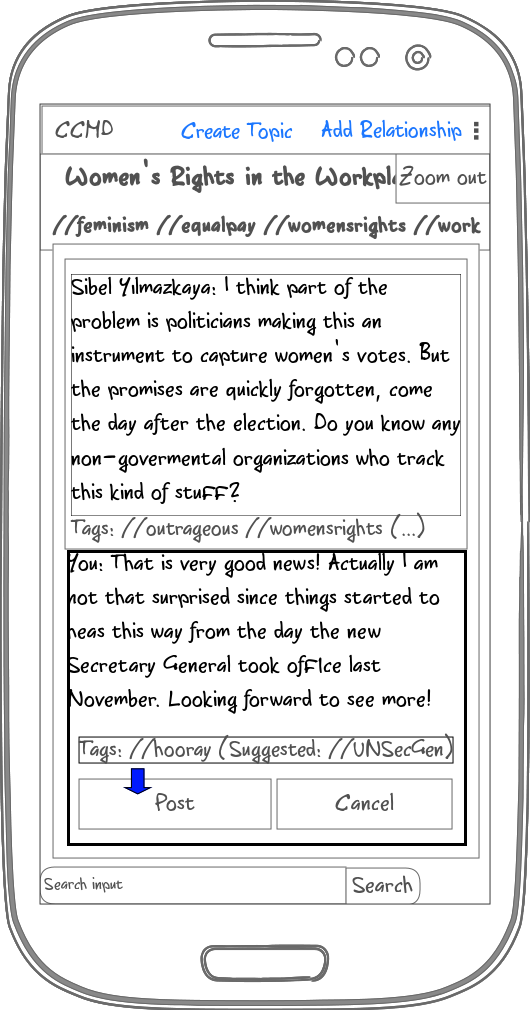 CCMD Create Topic Add Relationship
Women's Rights in the Workpl Zoom out
//feminism //equalpay //womensrights //work
Sibel Yılmazkaya: I think part of the
problem is politicians making this an
instrument to capture women's votes. But
the promises are quickly forgotten, come
the day after the election. Do you know any
non-govermental organizations who track
this kind of stuff?
Tags: //outrageous //womensrights (...)
You: That is very good news! Actually I am
not that surprised since things started to
heas this way from the day the new
Secretary General took office last
November. Looking forward to see more!
Tags: //hooray (Suggested: //UNSecGen)
Post Cancel
Search input Search